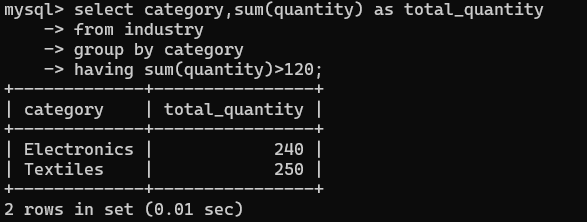 mysql> select category,sum(quantity) as total_quantity
    -> from industry
    -> group by category
    -> having sum(quantity)>120;
+-------------+----------------+
| category    | total_quantity |
+-------------+----------------+
| Electronics |            240 |
| Textiles    |            250 |
+-------------+----------------+
2 rows in set (0.01 sec)